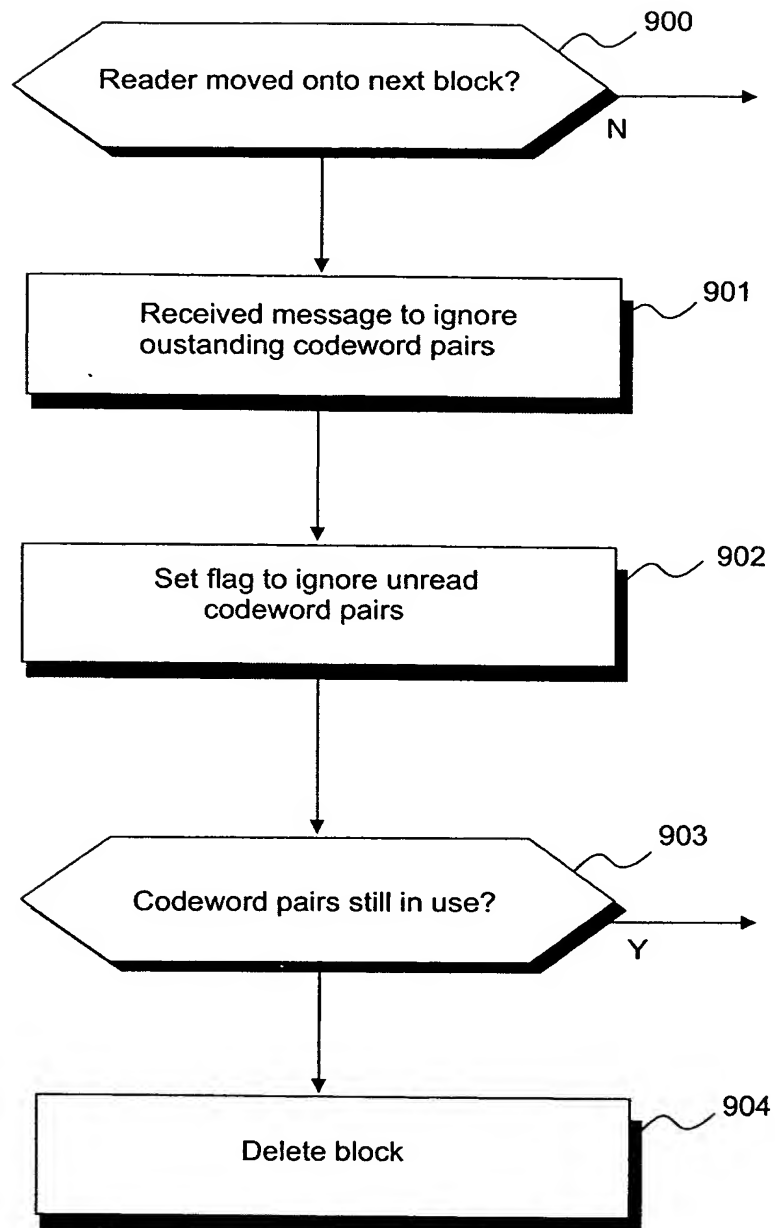 900
Reader moved onto next block?
N
901
Received message to ignore
oustanding codeword pairs
902
Set flag to ignore unread
codeword pairs
903
Codeword pairs still in use?
Y
904
Delete block